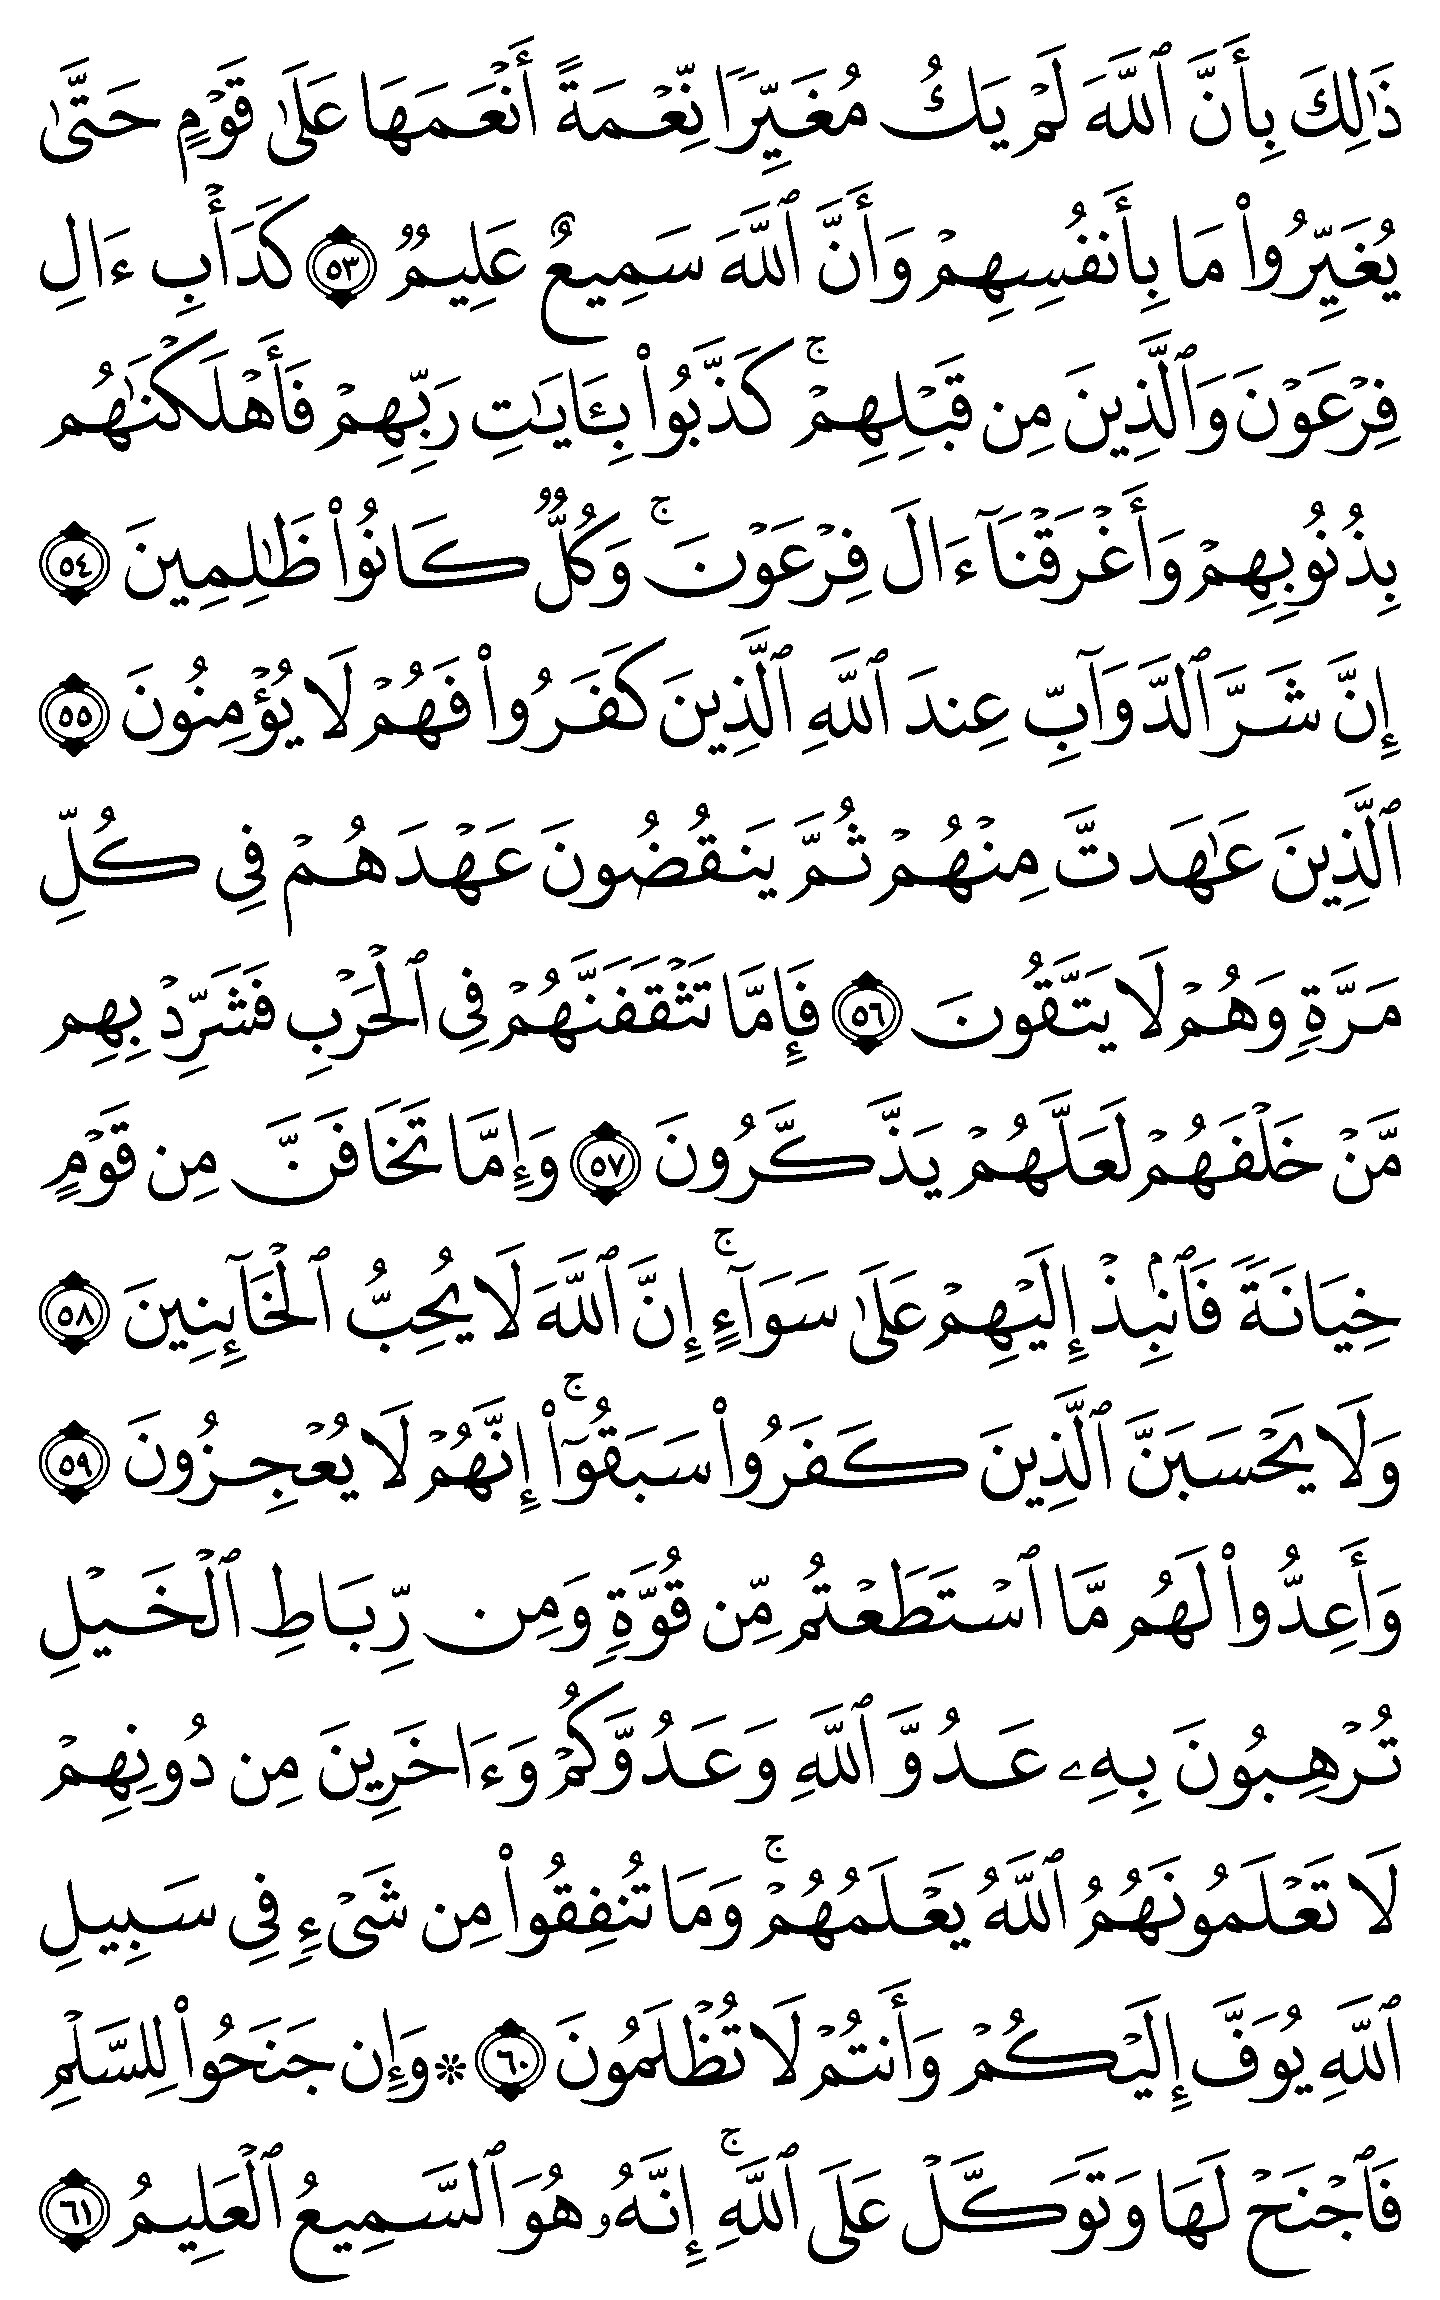 ذَٰلِكَ بِأَنَّ ٱللَّهَ لَمۡ يَكُ مُغَيِّرٗا نِّعۡمَةً أَنۡعَمَهَا عَلَىٰ قَوۡمٍ حَتَّىٰ
يُغَيِّرُواْ مَا بِأَنفُسِهِمۡ وَأَنَّ ٱللَّهَ سَمِيعٌ عَلِيمٞ ٥٣ كَدَأۡبِ ءَالِ
فِرۡعَوۡنَ وَٱلَّذِينَ مِن قَبۡلِهِمۡۚ كَذَّبُواْ بِـَٔايَٰتِ رَبِّهِمۡ فَأَهۡلَكۡنَٰهُم
بِذُنُوبِهِمۡ وَأَغۡرَقۡنَآ ءَالَ فِرۡعَوۡنَۚ وَكُلّٞ كَانُواْ ظَٰلِمِينَ ٥٤
إِنَّ شَرَّ ٱلدَّوَآبِّ عِندَ ٱللَّهِ ٱلَّذِينَ كَفَرُواْ فَهُمۡ لَا يُؤۡمِنُونَ ٥٥
ٱلَّذِينَ عَٰهَدتَّ مِنۡهُمۡ ثُمَّ يَنقُضُونَ عَهۡدَهُمۡ فِي كُلِّ
مَرَّةٖ وَهُمۡ لَا يَتَّقُونَ ٥٦ فَإِمَّا تَثۡقَفَنَّهُمۡ فِي ٱلۡحَرۡبِ فَشَرِّدۡ بِهِم
مَّنۡ خَلۡفَهُمۡ لَعَلَّهُمۡ يَذَّكَّرُونَ ٥٧ وَإِمَّا تَخَافَنَّ مِن قَوۡمٍ
خِيَانَةٗ فَٱنۢبِذۡ إِلَيۡهِمۡ عَلَىٰ سَوَآءٍۚ إِنَّ ٱللَّهَ لَا يُحِبُّ ٱلۡخَآئِنِينَ ٥٨
وَلَا يَحۡسَبَنَّ ٱلَّذِينَ كَفَرُواْ سَبَقُوٓاْۚ إِنَّهُمۡ لَا يُعۡجِزُونَ ٥٩
وَأَعِدُّواْ لَهُم مَّا ٱسۡتَطَعۡتُم مِّن قُوَّةٖ وَمِن رِّبَاطِ ٱلۡخَيۡلِ
تُرۡهِبُونَ بِهِۦ عَدُوَّ ٱللَّهِ وَعَدُوَّكُمۡ وَءَاخَرِينَ مِن دُونِهِمۡ
لَا تَعۡلَمُونَهُمُ ٱللَّهُ يَعۡلَمُهُمۡۚ وَمَا تُنفِقُواْ مِن شَيۡءٖ فِي سَبِيلِ
ٱللَّهِ يُوَفَّ إِلَيۡكُمۡ وَأَنتُمۡ لَا تُظۡلَمُونَ ٦٠ ۞ وَإِن جَنَحُواْ لِلسَّلۡمِ
فَٱجۡنَحۡ لَهَا وَتَوَكَّلۡ عَلَى ٱللَّهِۚ إِنَّهُۥ هُوَ ٱلسَّمِيعُ ٱلۡعَلِيمُ ٦١